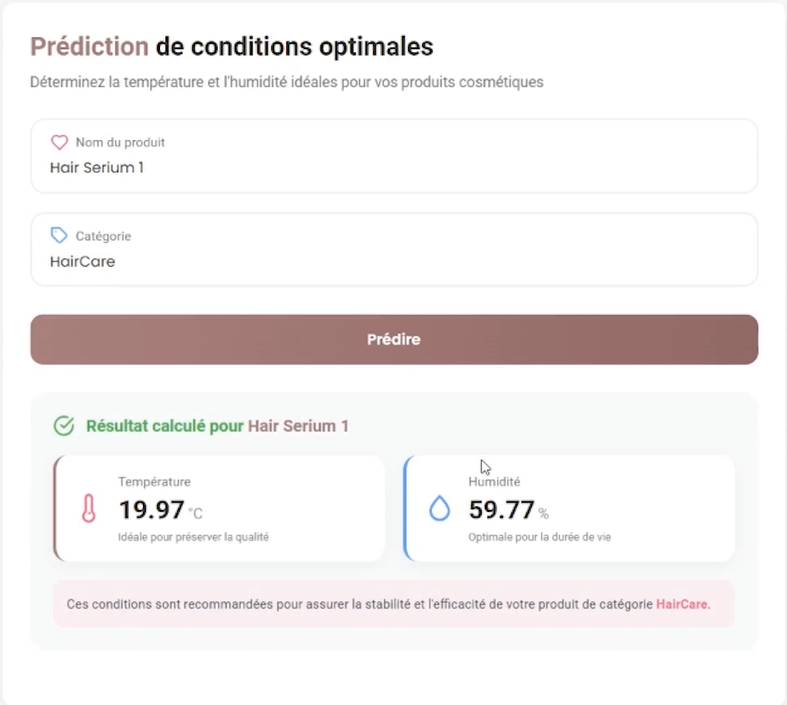 Prédiction de conditions optimales
Déterminez la température et l'humidité idéales pour vos produits cosmétiques
Nom du produit
Hair Serium 1
Catégorie
HairCare
Prédire
Résultat calculé pour Hair Serium 1
Température
19.97 °C
Idéale pour préserver la qualité
Humidité
59.77 %
Optimale pour la durée de vie
Ces conditions sont recommandées pour assurer la stabilité et l'efficacité de votre produit de catégorie HairCare.